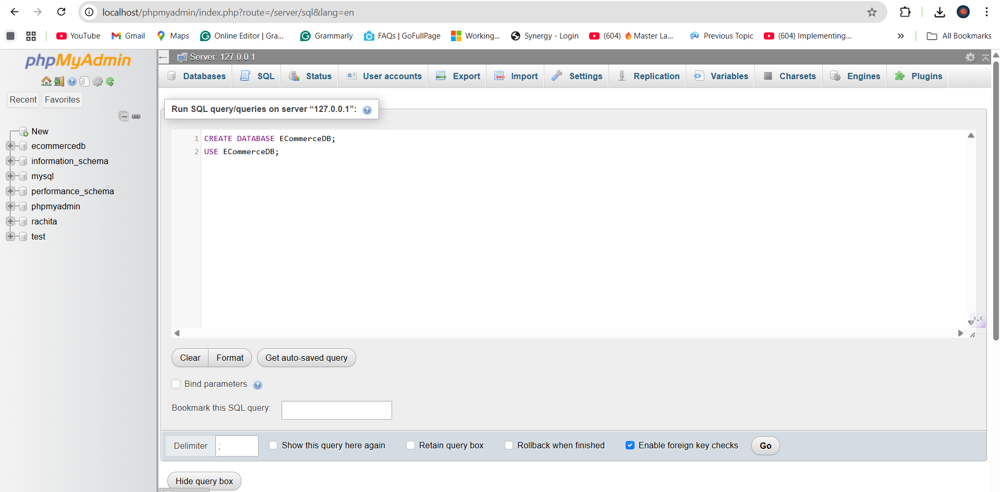 localhost/phpmyadmin/index.php?route=/server/sql&lang=en
YouTube Gmail Maps Online Editor | Gra... Grammarly FAQs | GoFullPage Working... Synergy - Login (604) 🔥Master La... Previous Topic (604) Implementing... » All Bookmarks
phpMyAdmin
Recent Favorites
New
ecommercedb
information_schema
mysql
performance_schema
phpmyadmin
rachita
test
Server: 127.0.0.1
Databases SQL Status User accounts Export Import Settings Replication Variables Charsets Engines Plugins
Run SQL query/queries on server “127.0.0.1”:
1 CREATE DATABASE ECommerceDB;
2 USE ECommerceDB;
Clear Format Get auto-saved query
Bind parameters
Bookmark this SQL query:
Delimiter ; Show this query here again Retain query box Rollback when finished Enable foreign key checks Go
Hide query box